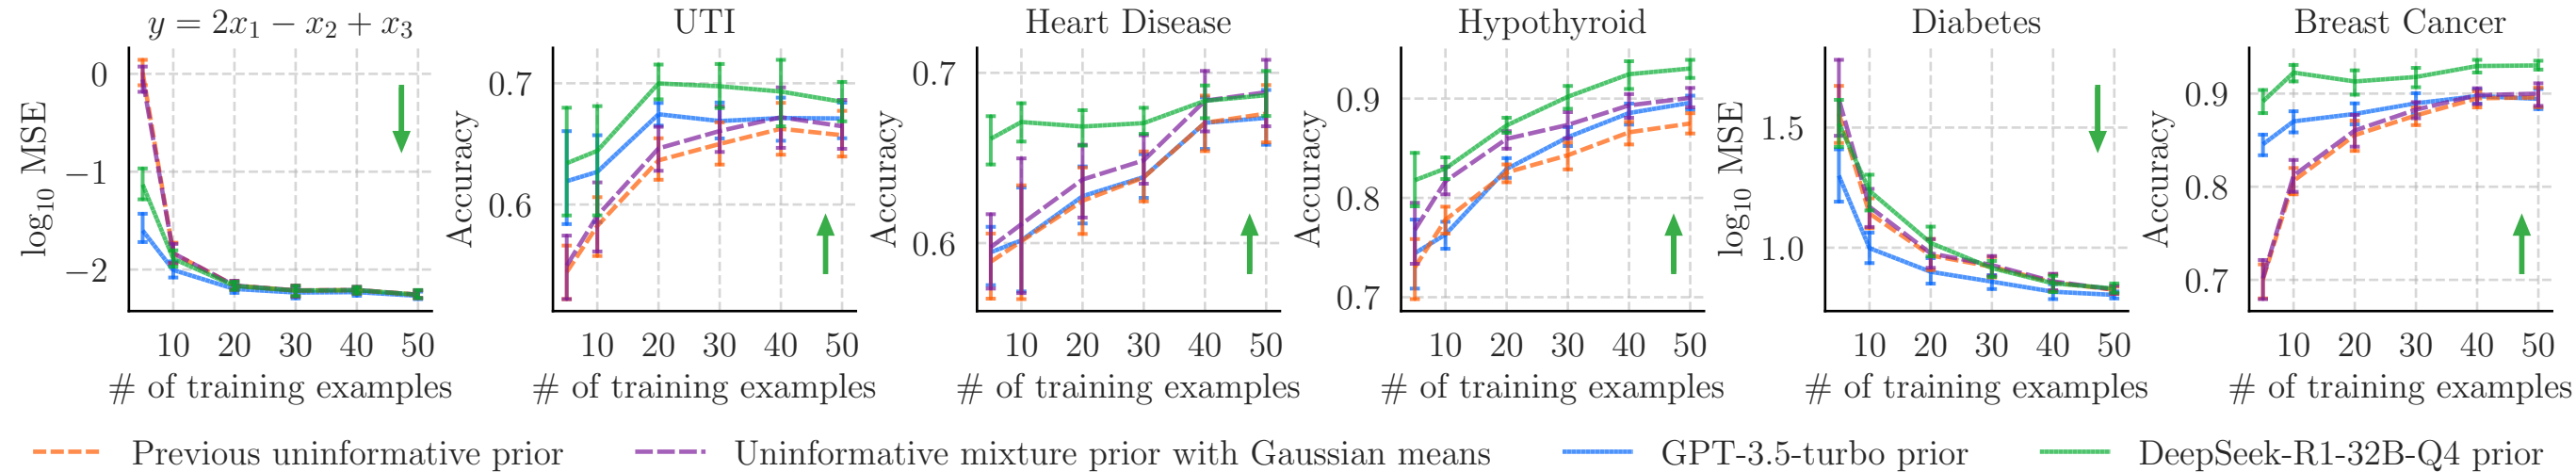 y = 2x₁ − x₂ + x₃
UTI
Heart Disease
Hypothyroid
Diabetes
Breast Cancer
log₁₀ MSE
0
−1
−2
10 20 30 40 50
# of training examples
Accuracy
0.7
0.6
10 20 30 40 50
# of training examples
Accuracy
0.7
0.6
10 20 30 40 50
# of training examples
Accuracy
0.9
0.8
0.7
10 20 30 40 50
# of training examples
log₁₀ MSE
1.5
1.0
10 20 30 40 50
# of training examples
Accuracy
0.9
0.8
0.7
10 20 30 40 50
# of training examples
Previous uninformative prior
Uninformative mixture prior with Gaussian means
GPT-3.5-turbo prior
DeepSeek-R1-32B-Q4 prior